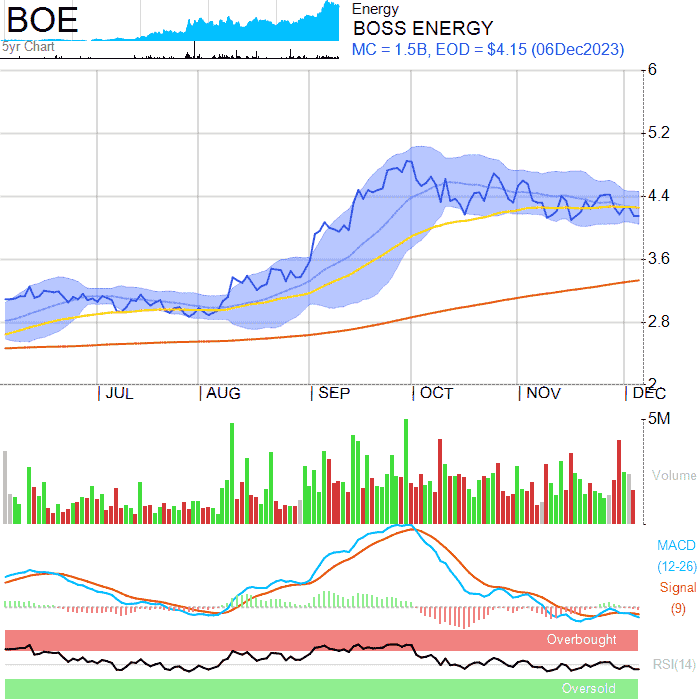 BOE
5yr Chart
Energy
BOSS ENERGY
MC = 1.5B, EOD = $4.15 (06Dec2023)
6
5.2
4.4
3.6
2.8
2
JUL
AUG
SEP
OCT
NOV
DEC
5M
Volume
MACD
(12-26)
Signal
(9)
Overbought
RSI(14)
Oversold